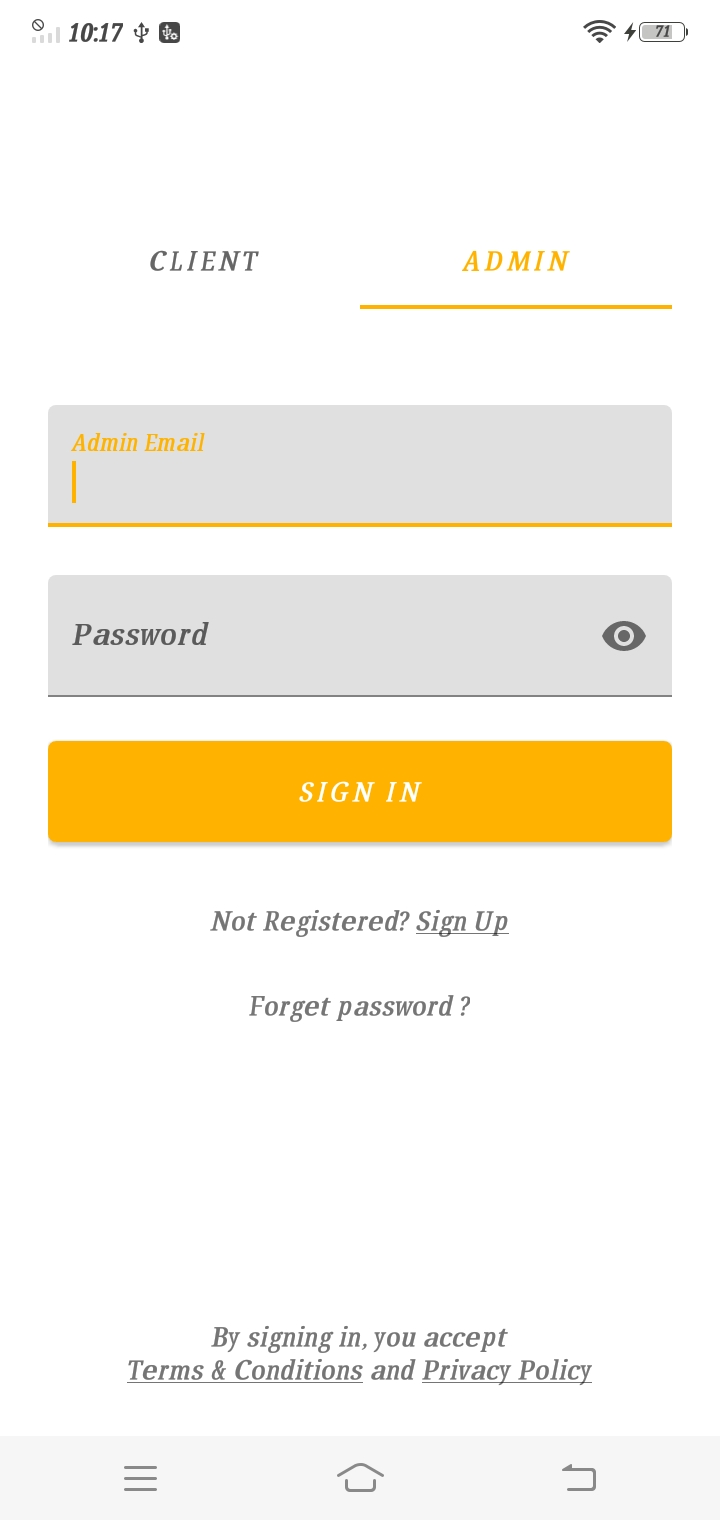 10:17
71
CLIENT
ADMIN
Admin Email
Password
SIGN IN
Not Registered? Sign Up
Forget password ?
By signing in, you accept
Terms & Conditions and Privacy Policy